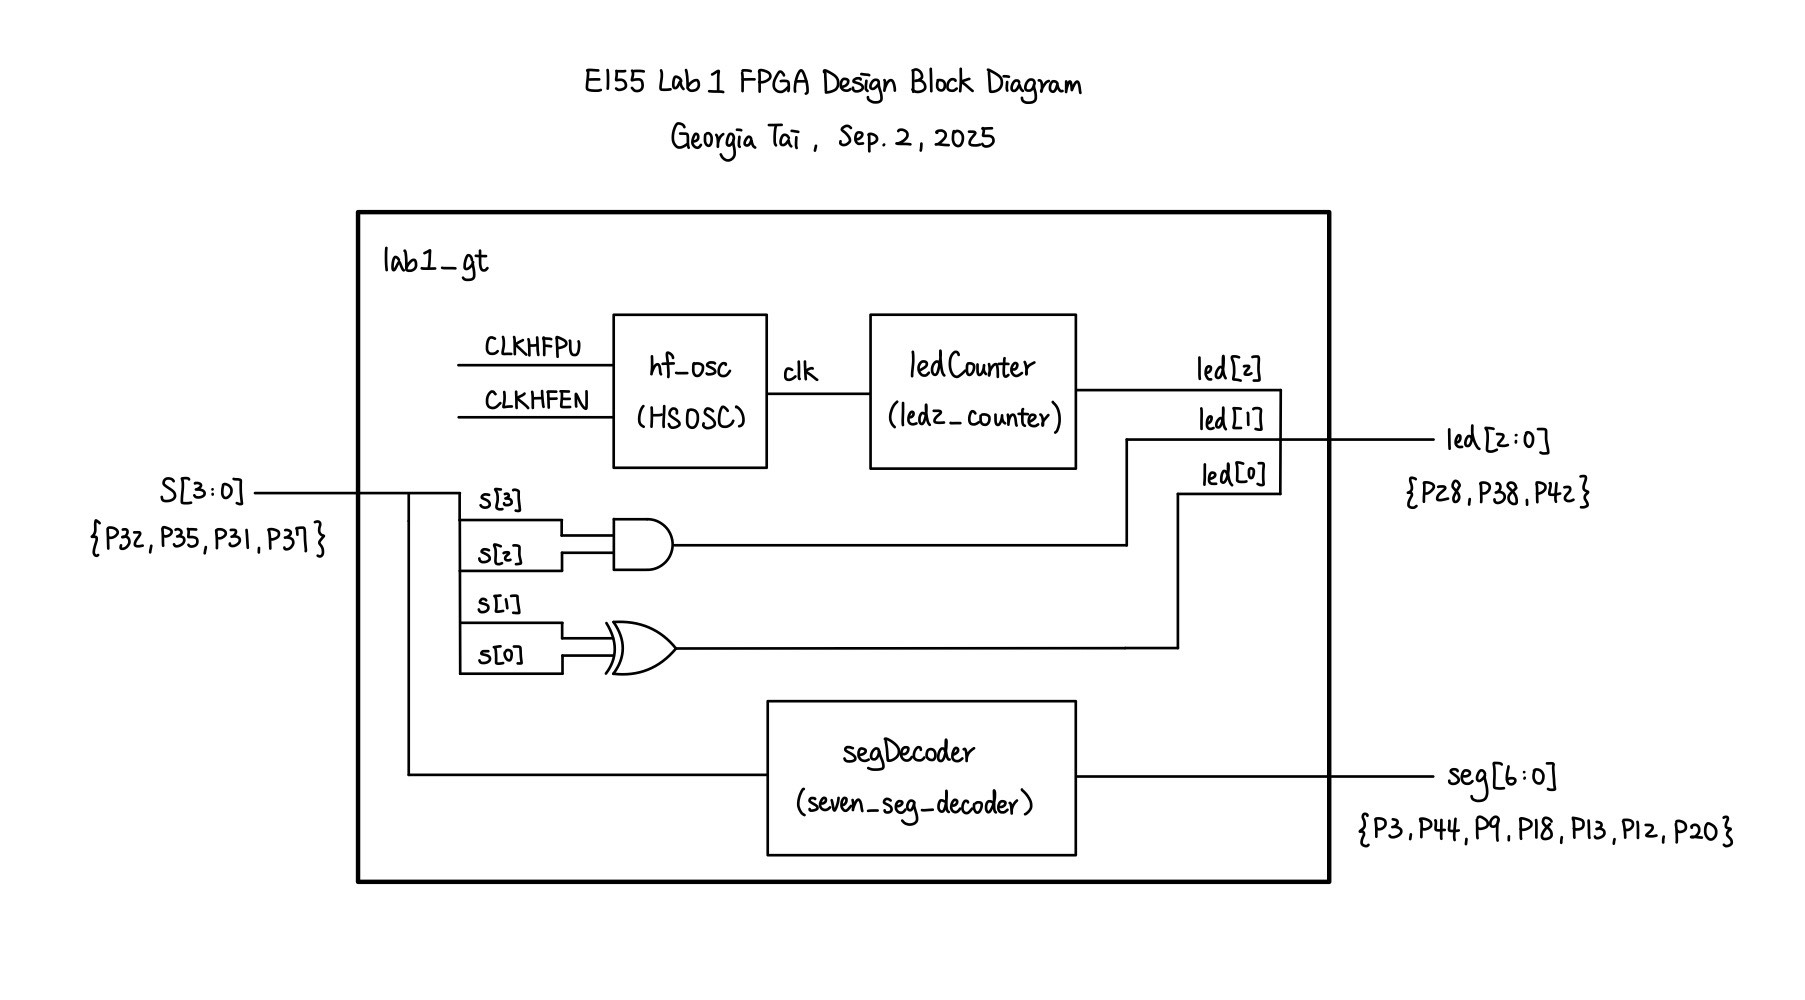 E155 Lab 1 FPGA Design Block Diagram
Georgia Tai, Sep. 2, 2025
lab1_gt
CLKHFPU
CLKHFEN
hf_osc
(HSOSC)
clk
ledCounter
(led2_counter)
led[2]
led[1]
led[0]
led[2:0]
{P28, P38, P42}
S[3:0]
{P32, P35, P31, P37}
s[3]
s[2]
s[1]
s[0]
segDecoder
(seven_seg_decoder)
seg[6:0]
{P3, P44, P9, P18, P13, P12, P20}